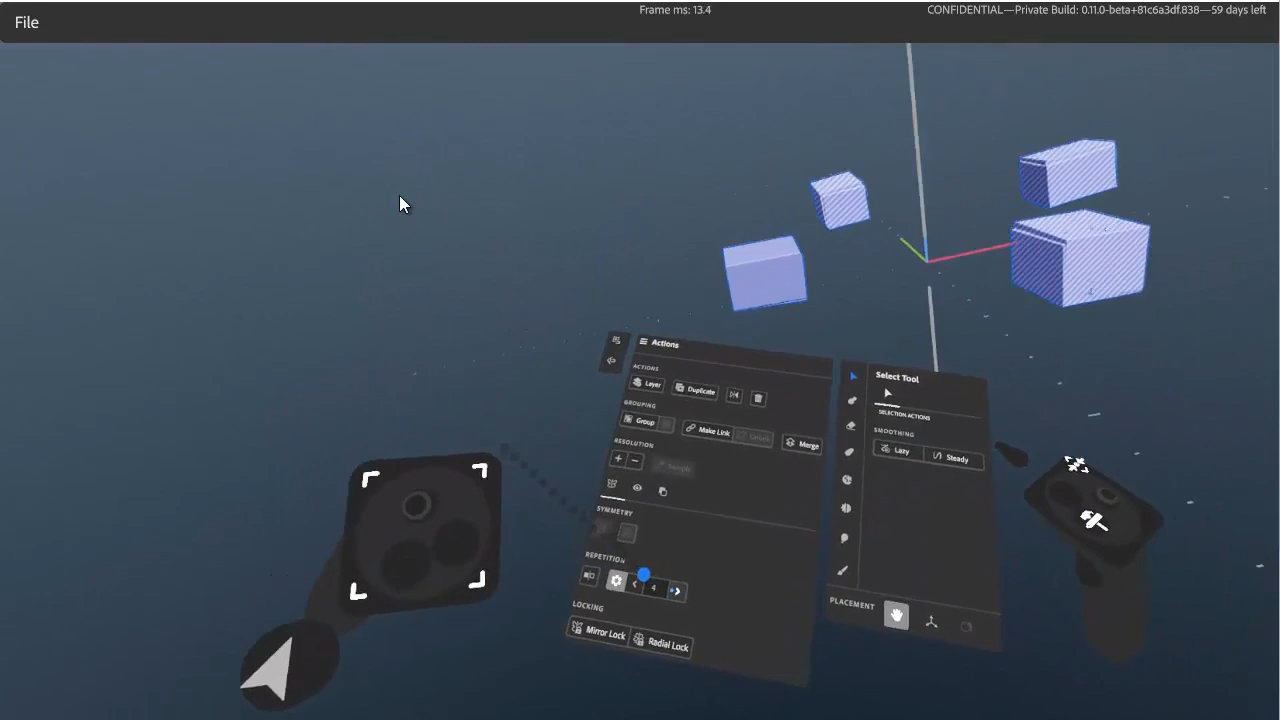 File
Frame ms: 13.4
CONFIDENTIAL—Private Build: 0.11.0-beta+81c6a3df.838—59 days left
Actions
ACTIONS
Layer
Duplicate
GROUPING
Group
Make Link
Unlink
Merge
RESOLUTION
+ −
Sample
SYMMETRY
REPETITION
4
LOCKING
Mirror Lock
Radial Lock
Select Tool
SELECTION ACTIONS
SMOOTHING
Lazy
Steady
PLACEMENT